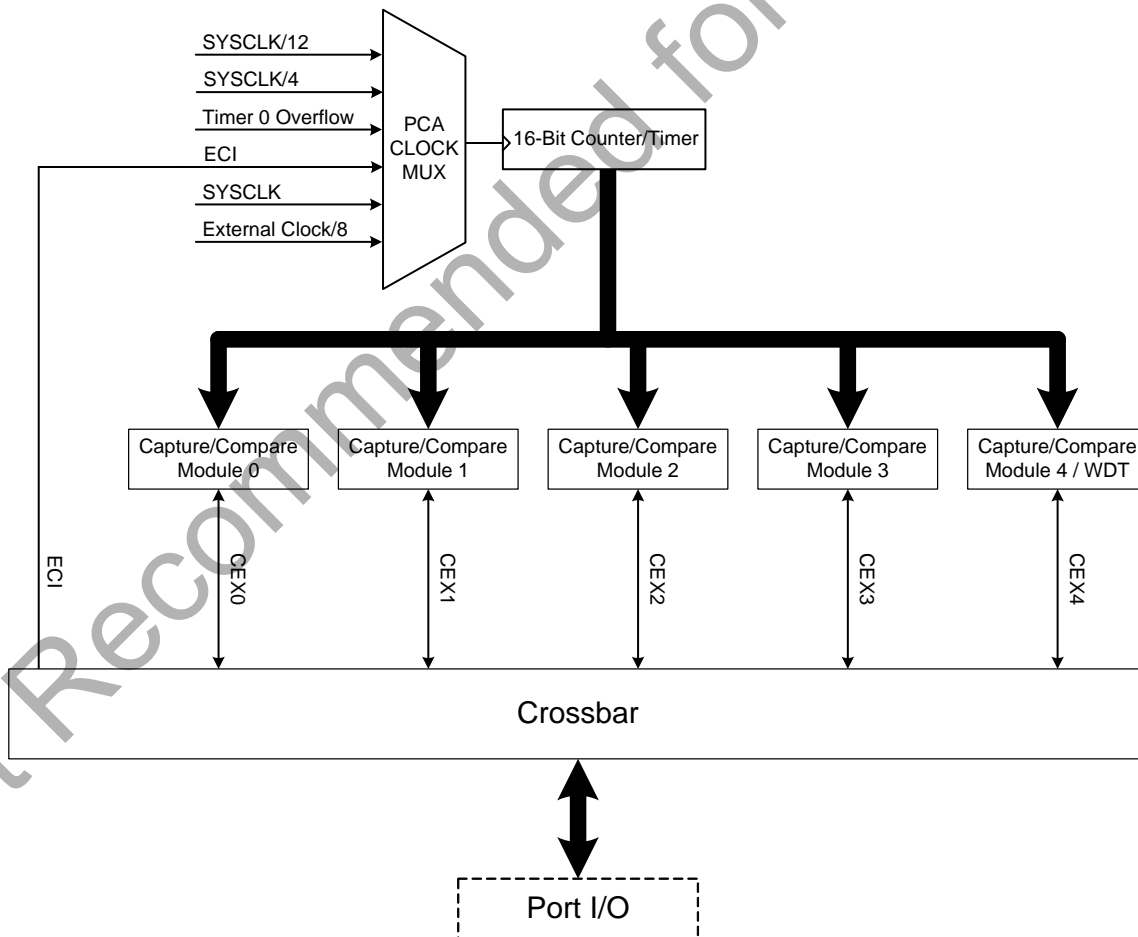 SYSCLK/12
SYSCLK/4
Timer 0 Overflow
ECI
SYSCLK
External Clock/8
PCA
CLOCK
MUX
16-Bit Counter/Timer
Capture/Compare
Module 0
Capture/Compare
Module 1
Capture/Compare
Module 2
Capture/Compare
Module 3
Capture/Compare
Module 4 / WDT
ECI
CEX0
CEX1
CEX2
CEX3
CEX4
Crossbar
Port I/O
Recommended for